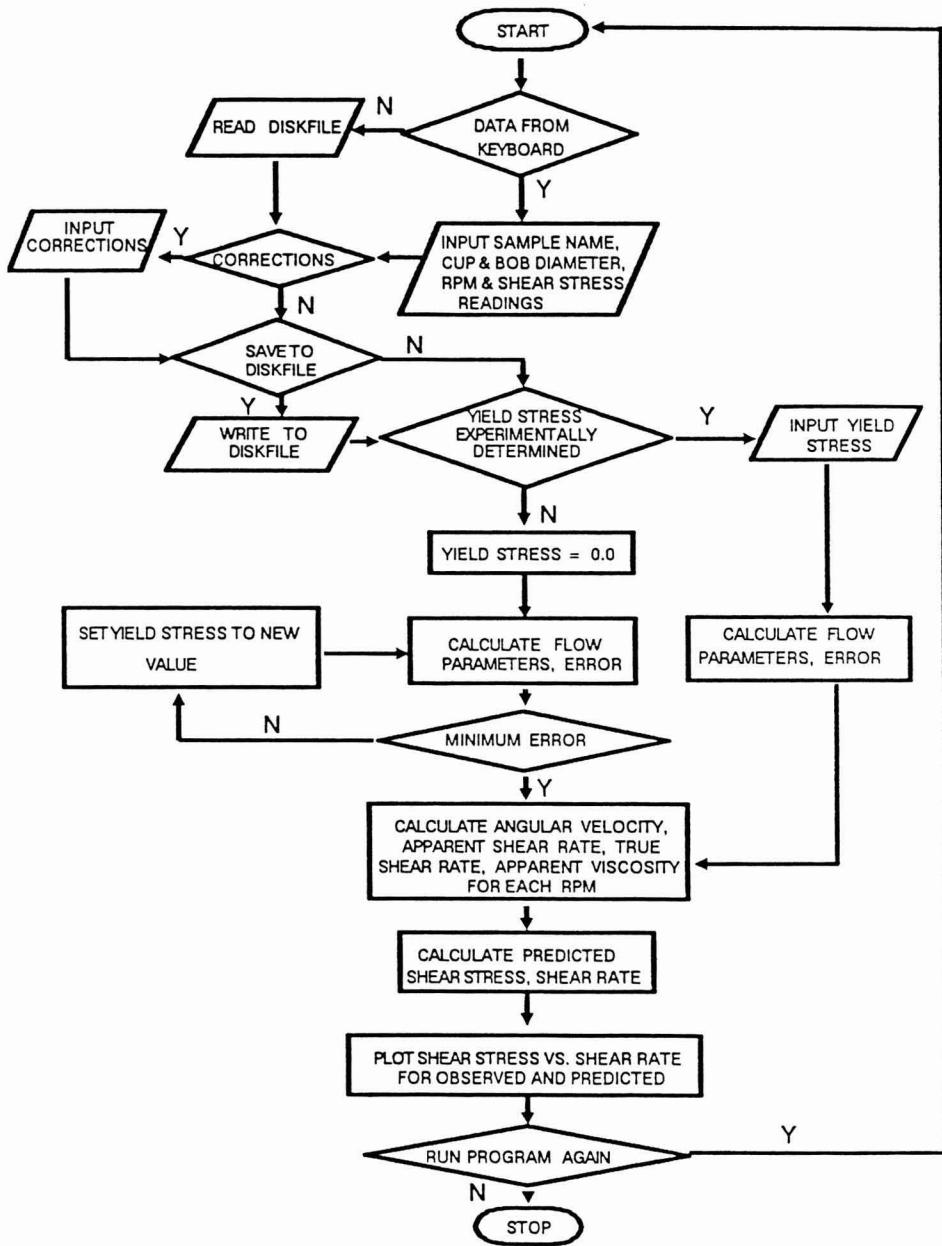 START
N
READ DISKFILE
DATA FROM
KEYBOARD
Y
INPUT
CORRECTIONS
Y
CORRECTIONS
INPUT SAMPLE NAME,
CUP & BOB DIAMETER,
RPM & SHEAR STRESS
READINGS
N
SAVE TO
DISKFILE
N
Y
WRITE TO
DISKFILE
YIELD STRESS
EXPERIMENTALLY
DETERMINED
Y
INPUT YIELD
STRESS
N
YIELD STRESS = 0.0
SET YIELD STRESS TO NEW
VALUE
CALCULATE FLOW
PARAMETERS, ERROR
CALCULATE FLOW
PARAMETERS, ERROR
N
MINIMUM ERROR
Y
CALCULATE ANGULAR VELOCITY,
APPARENT SHEAR RATE, TRUE
SHEAR RATE, APPARENT VISCOSITY
FOR EACH RPM
CALCULATE PREDICTED
SHEAR STRESS, SHEAR RATE
PLOT SHEAR STRESS VS. SHEAR RATE
FOR OBSERVED AND PREDICTED
RUN PROGRAM AGAIN
Y
N
STOP